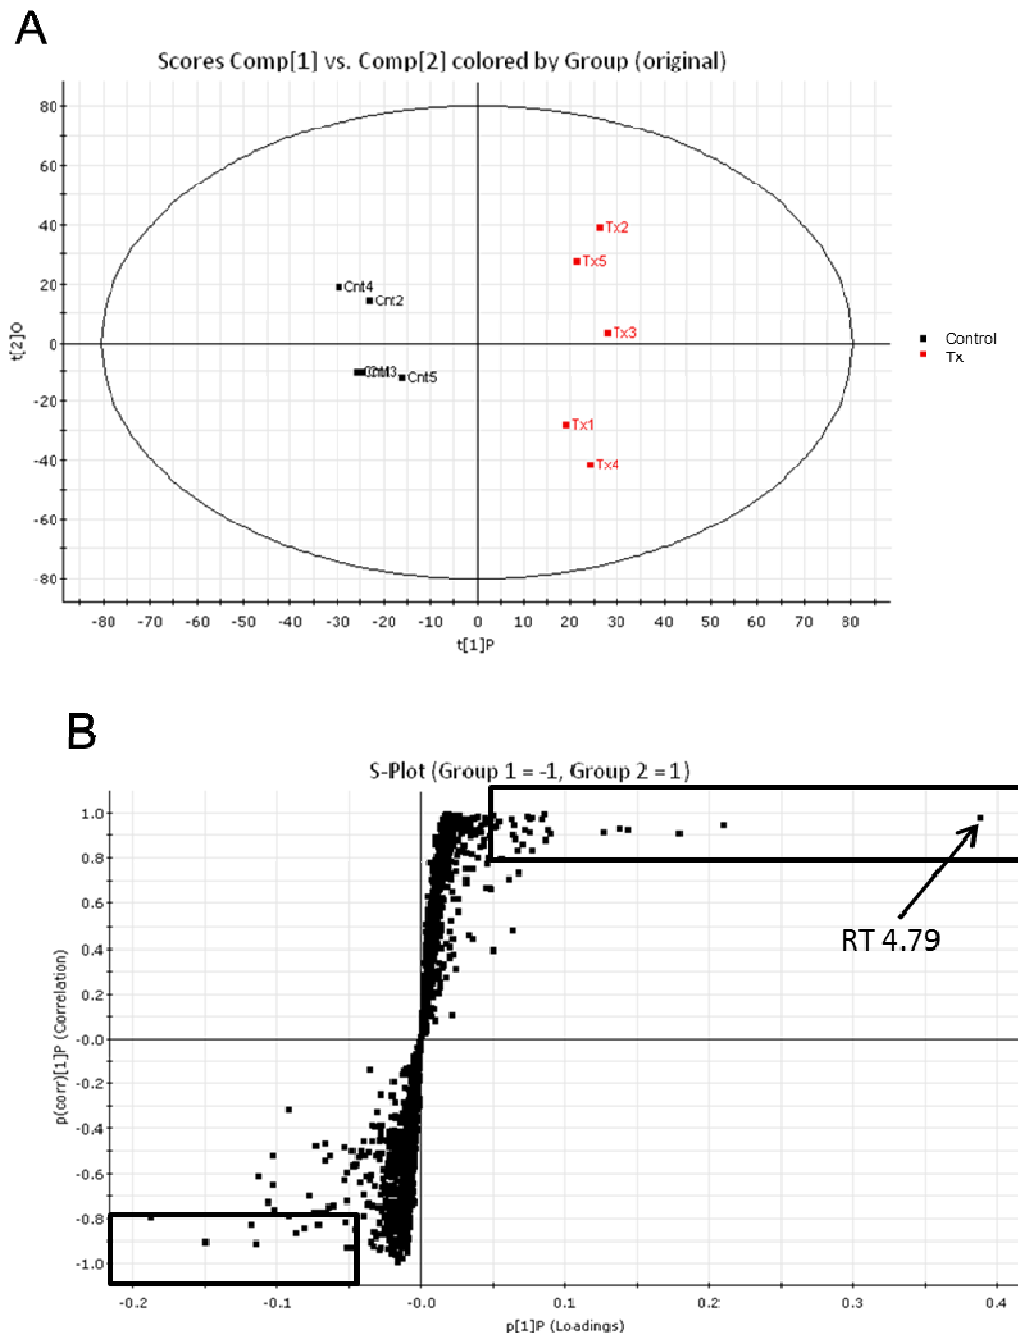 A
Scores Comp[1] vs. Comp[2] colored by Group (original)
80
60
40
20
0
-20
-40
-60
-80
t[2]O
Tx2
Tx5
Cnt4
Cnt2
Tx3
Cnt5
Tx1
Tx4
Control
Tx
-80 -70 -60 -50 -40 -30 -20 -10 0 10 20 30 40 50 60 70 80
t[1]P
B
S-Plot (Group 1 = -1, Group 2 = 1)
1.0
0.8
0.6
0.4
0.2
-0.0
-0.2
-0.4
-0.6
-0.8
-1.0
p(corr)[1]P (Correlation)
RT 4.79
-0.2 -0.1 -0.0 0.1 0.2 0.3 0.4
p[1]P (Loadings)